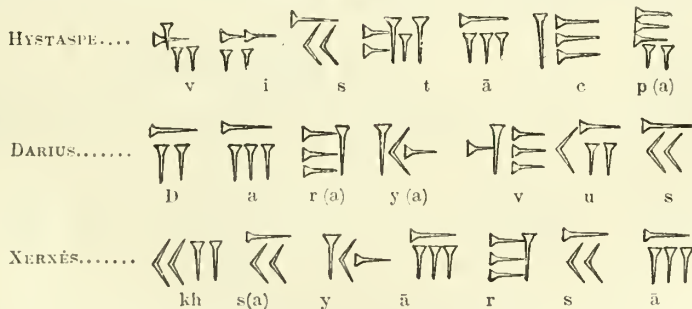 HYSTASPE.... 𐎻 𐎡 𐏁 𐎫 𐎠 𐎿 𐎱
v i s t ā c p (a)
DARIUS....... 𐎭 𐎠 𐎼 𐎹 𐎺 𐎢 𐏁
D a r (a) y (a) v u s
XERXÈS....... 𐎧 𐏁 𐎹 𐎠 𐎼 𐏁 𐎠
kh s(a) y ā r s ā